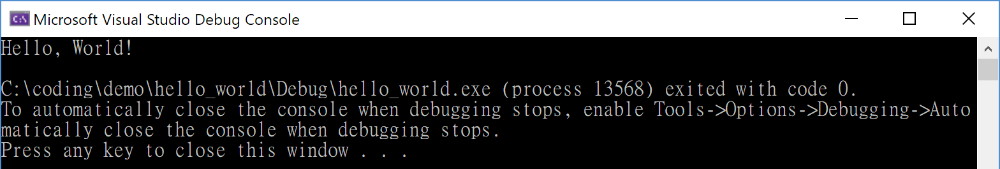 C:\
Microsoft Visual Studio Debug Console
Hello, World!
C:\coding\demo\hello_world\Debug\hello_world.exe (process 13568) exited with code 0.
To automatically close the console when debugging stops, enable Tools->Options->Debugging->Auto
matically close the console when debugging stops.
Press any key to close this window . . .